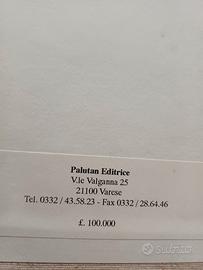 Palutan Editrice
V.le Valganna 25
21100 Varese
Tel. 0332 / 43.58.23 - Fax 0332 / 28.64.46
£. 100.000
subito